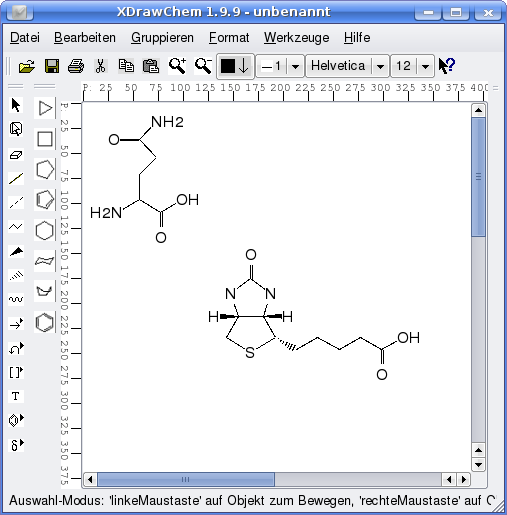 XDrawChem 1.9.9 - unbenannt
Datei Bearbeiten Gruppieren Format Werkzeuge Hilfe
1 Helvetica 12 ?
P. 25 50 75 100 125 150 175 200 225 250 275 300 325 350 375 400
P. 25 50 75 100 125 150 175 200 225 250 275 300 325 350 375
[ ]
T
δ
NH2
O
OH
H2N
O
O
N N
H H
S
OH
O
Auswahl-Modus: 'linkeMaustaste' auf Objekt zum Bewegen, 'rechteMaustaste' auf